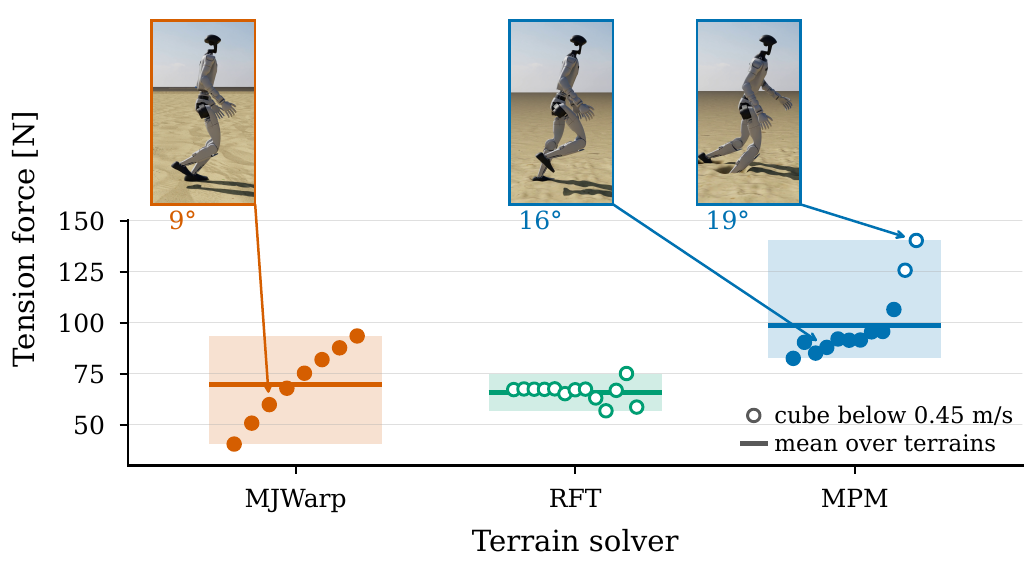 9°
16°
19°
Tension force [N]
150
125
100
75
50
cube below 0.45 m/s
mean over terrains
MJWarp
RFT
MPM
Terrain solver